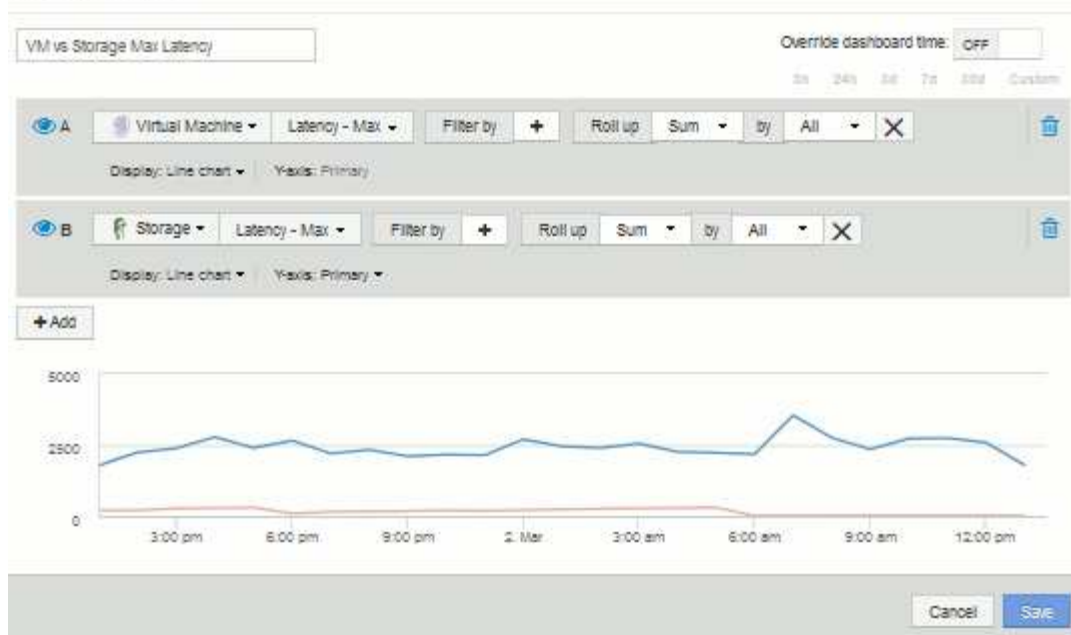 VM vs Storage Max Latency
Override dashboard time: OFF
3h 24h 3d 7d 30d Custom
A Virtual Machine Latency - Max Filter by + Roll up Sum by All X
Display: Line chart Y-axis: Primary
B Storage Latency - Max Filter by + Roll up Sum by All X
Display: Line chart Y-axis: Primary
+ Add
5000
2500
0
3:00 pm 6:00 pm 9:00 pm 2. Mar 3:00 am 6:00 am 9:00 am 12:00 pm
Cancel Save